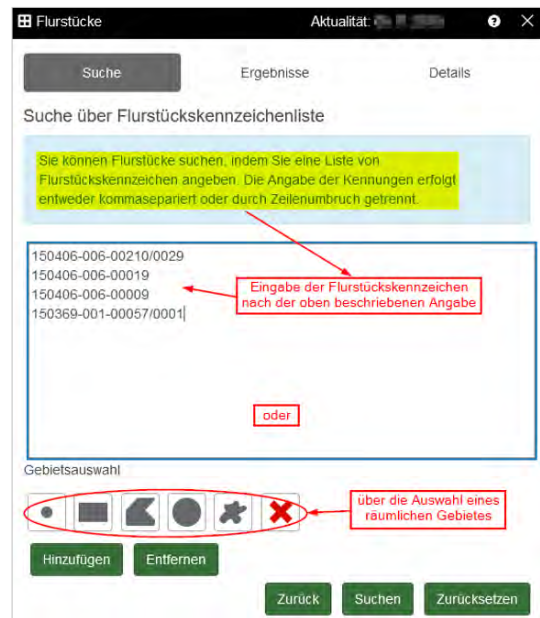 Flurstücke Aktualität: ?
Suche Ergebnisse Details
Suche über Flurstückskennzeichenliste
Sie können Flurstücke suchen, indem Sie eine Liste von
Flurstückskennzeichen angeben. Die Angabe der Kennungen erfolgt
entweder kommasepariert oder durch Zeilenumbruch getrennt.
150406-006-00210/0029
150406-006-00019
150406-006-00009
150369-001-00057/0001
Eingabe der Flurstückskennzeichen
nach der oben beschriebenen Angabe
oder
Gebietsauswahl
über die Auswahl eines
räumlichen Gebietes
Hinzufügen Entfernen
Zurück Suchen Zurücksetzen